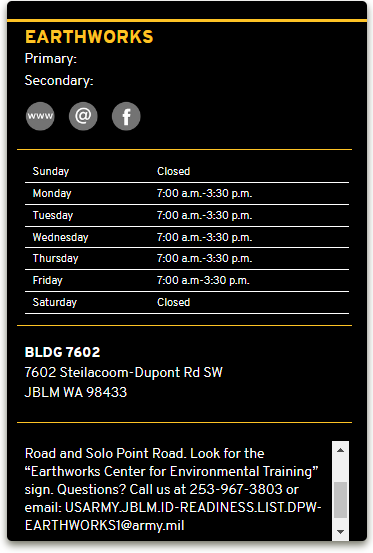 EARTHWORKS
Primary:
Secondary:
www @ f
Sunday Closed
Monday 7:00 a.m.-3:30 p.m.
Tuesday 7:00 a.m.-3:30 p.m.
Wednesday 7:00 a.m.-3:30 p.m.
Thursday 7:00 a.m.-3:30 p.m.
Friday 7:00 a.m-3:30 p.m.
Saturday Closed
BLDG 7602
7602 Steilacoom-Dupont Rd SW
JBLM WA 98433
Road and Solo Point Road. Look for the
“Earthworks Center for Environmental Training”
sign. Questions? Call us at 253-967-3803 or
email: USARMY.JBLM.ID-READINESS.LIST.DPW-
EARTHWORKS1@army.mil